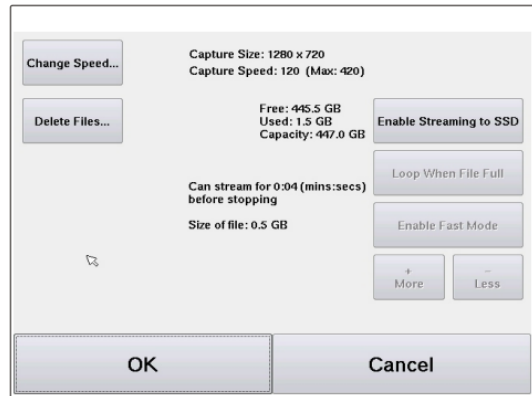 Change Speed...
Capture Size: 1280 x 720
Capture Speed: 120 (Max: 420)
Delete Files...
Free: 445.5 GB
Used: 1.5 GB
Capacity: 447.0 GB
Enable Streaming to SSD
Loop When File Full
Can stream for 0:04 (mins:secs)
before stopping
Size of file: 0.5 GB
Enable Fast Mode
+
More
–
Less
OK
Cancel